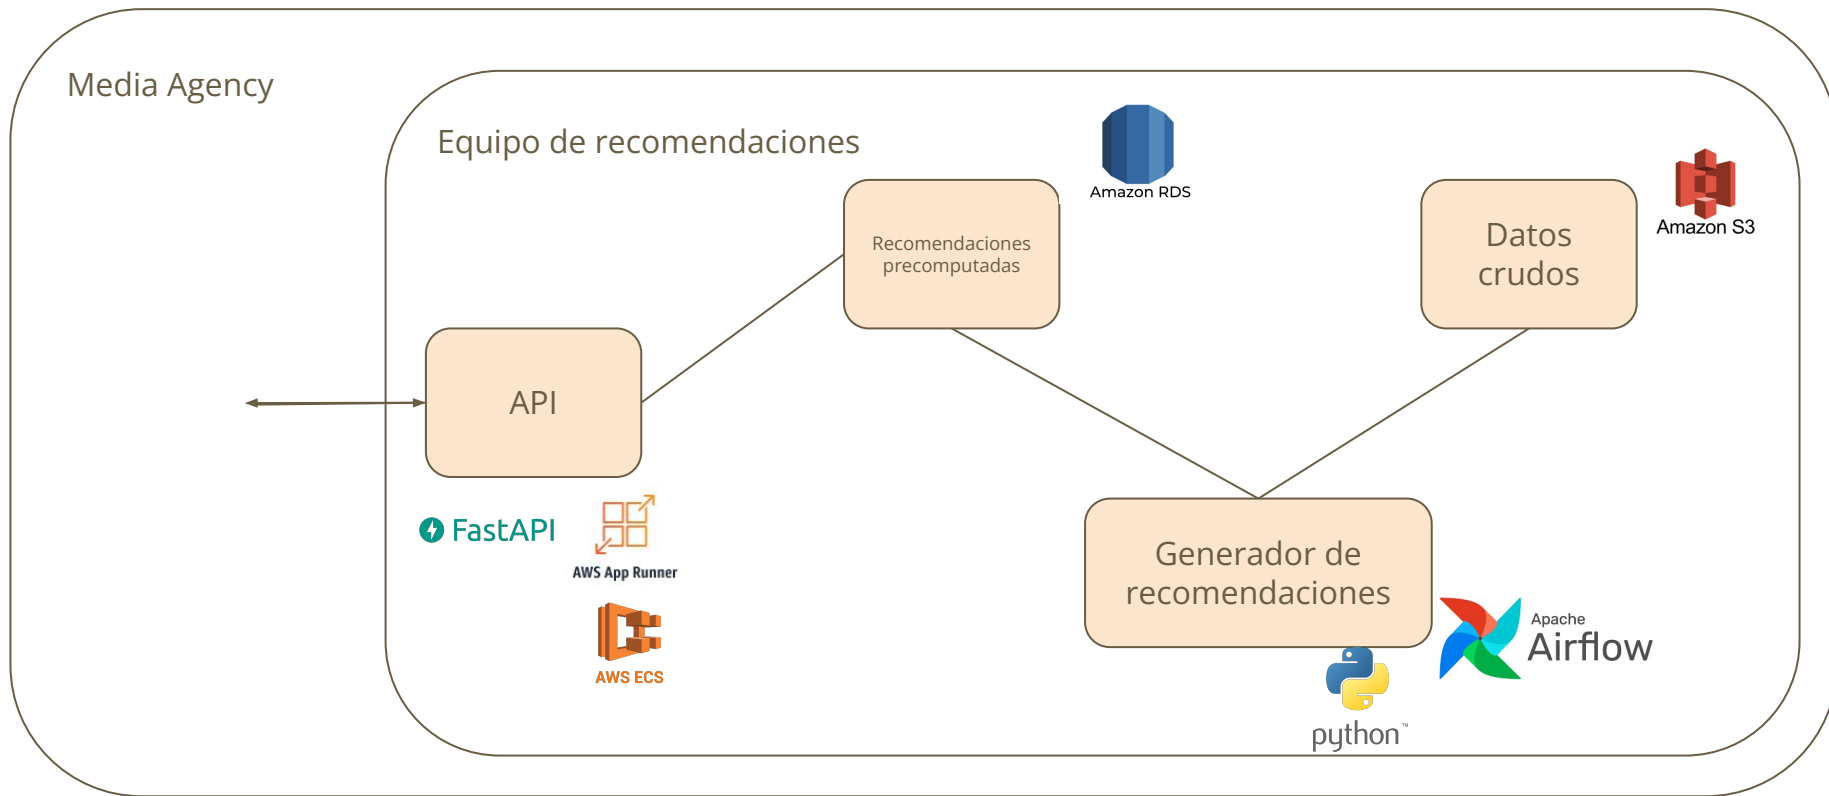 Media Agency
Equipo de recomendaciones
Amazon RDS
Amazon S3
Recomendaciones
precomputadas
Datos
crudos
API
FastAPI
AWS App Runner
AWS ECS
Generador de
recomendaciones
Apache
Airflow
python™